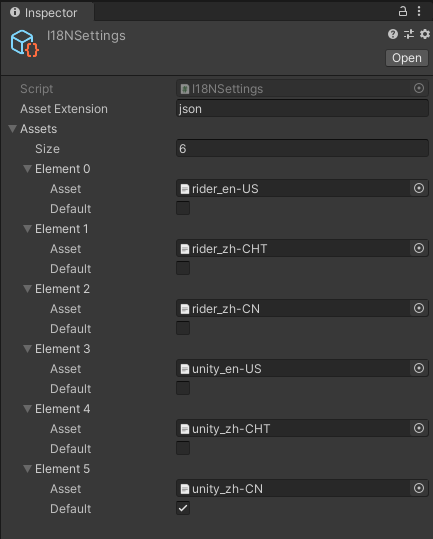 Inspector
I18NSettings
Open
Script I18NSettings
Asset Extension json
Assets
Size 6
Element 0
Asset rider_en-US
Default
Element 1
Asset rider_zh-CHT
Default
Element 2
Asset rider_zh-CN
Default
Element 3
Asset unity_en-US
Default
Element 4
Asset unity_zh-CHT
Default
Element 5
Asset unity_zh-CN
Default